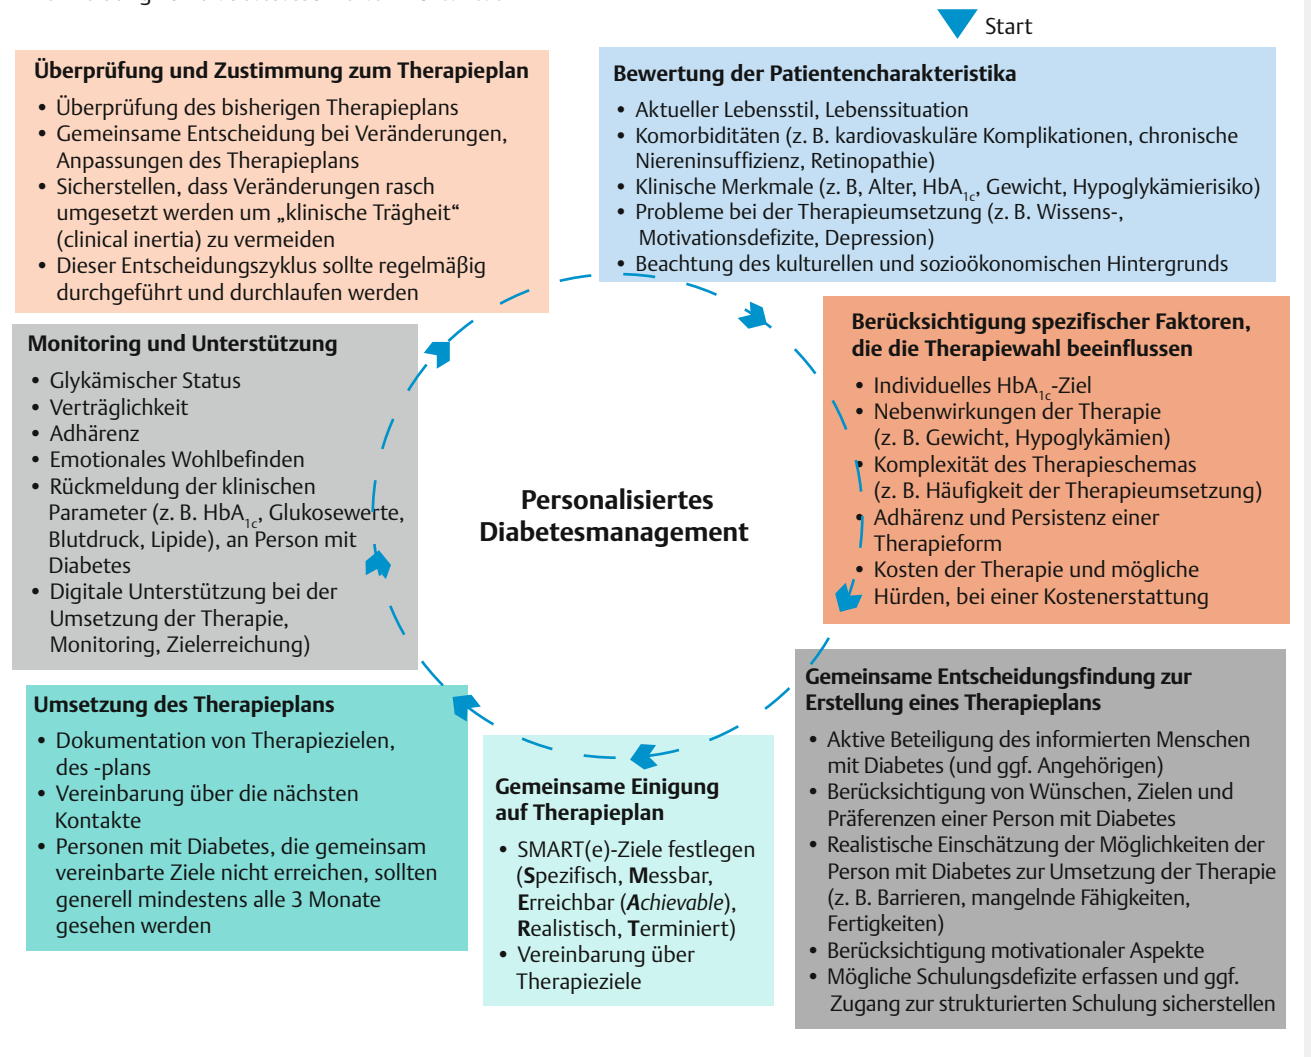 Start
Überprüfung und Zustimmung zum Therapieplan
• Überprüfung des bisherigen Therapieplans
• Gemeinsame Entscheidung bei Veränderungen,
Anpassungen des Therapieplans
• Sicherstellen, dass Veränderungen rasch
umgesetzt werden um „klinische Trägheit“
(clinical inertia) zu vermeiden
• Dieser Entscheidungszyklus sollte regelmäßig
durchgeführt und durchlaufen werden
Bewertung der Patientencharakteristika
• Aktueller Lebensstil, Lebenssituation
• Komorbiditäten (z. B. kardiovaskuläre Komplikationen, chronische
Niereninsuffizienz, Retinopathie)
• Klinische Merkmale (z. B, Alter, HbA1c, Gewicht, Hypoglykämierisiko)
• Probleme bei der Therapieumsetzung (z. B. Wissens-,
Motivationsdefizite, Depression)
• Beachtung des kulturellen und sozioökonomischen Hintergrunds
Berücksichtigung spezifischer Faktoren,
die die Therapiewahl beeinflussen
• Individuelles HbA1c-Ziel
• Nebenwirkungen der Therapie
(z. B. Gewicht, Hypoglykämien)
• Komplexität des Therapieschemas
(z. B. Häufigkeit der Therapieumsetzung)
• Adhärenz und Persistenz einer
Therapieform
• Kosten der Therapie und mögliche
Hürden, bei einer Kostenerstattung
Monitoring und Unterstützung
• Glykämischer Status
• Verträglichkeit
• Adhärenz
• Emotionales Wohlbefinden
• Rückmeldung der klinischen
Parameter (z. B. HbA1c, Glukosewerte,
Blutdruck, Lipide), an Person mit
Diabetes
• Digitale Unterstützung bei der
Umsetzung der Therapie,
Monitoring, Zielerreichung)
Personalisiertes
Diabetesmanagement
Gemeinsame Entscheidungsfindung zur
Erstellung eines Therapieplans
• Aktive Beteiligung des informierten Menschen
mit Diabetes (und ggf. Angehörigen)
• Berücksichtigung von Wünschen, Zielen und
Präferenzen einer Person mit Diabetes
• Realistische Einschätzung der Möglichkeiten der
Person mit Diabetes zur Umsetzung der Therapie
(z. B. Barrieren, mangelnde Fähigkeiten,
Fertigkeiten)
• Berücksichtigung motivationaler Aspekte
• Mögliche Schulungsdefizite erfassen und ggf.
Zugang zur strukturierten Schulung sicherstellen
Umsetzung des Therapieplans
• Dokumentation von Therapiezielen,
des -plans
• Vereinbarung über die nächsten
Kontakte
• Personen mit Diabetes, die gemeinsam
vereinbarte Ziele nicht erreichen, sollten
generell mindestens alle 3 Monate
gesehen werden
Gemeinsame Einigung
auf Therapieplan
• SMART(e)-Ziele festlegen
(Spezifisch, Messbar,
Erreichbar (Achievable),
Realistisch, Terminiert)
• Vereinbarung über
Therapieziele